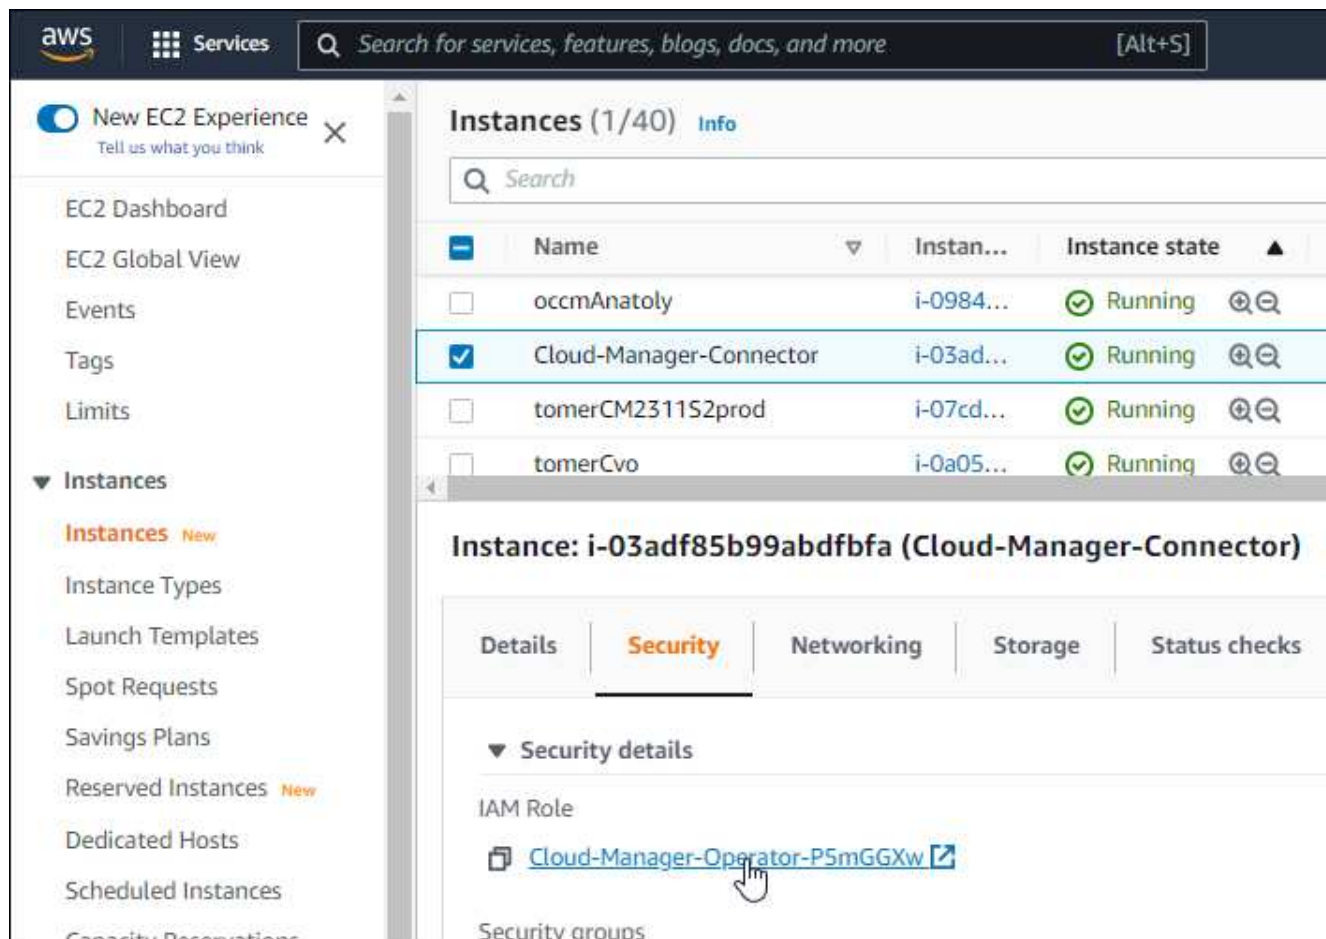 aws
Services
Search for services, features, blogs, docs, and more [Alt+S]
New EC2 Experience
Tell us what you think
EC2 Dashboard
EC2 Global View
Events
Tags
Limits
Instances
Instances New
Instance Types
Launch Templates
Spot Requests
Savings Plans
Reserved Instances New
Dedicated Hosts
Scheduled Instances
Capacity Reservations
Instances (1/40) Info
Search
Name Instan... Instance state
occmAnatoly i-0984... Running
Cloud-Manager-Connector i-03ad... Running
tomerCM2311S2prod i-07cd... Running
tomerCvo i-0a05... Running
Instance: i-03adf85b99abdfbfa (Cloud-Manager-Connector)
Details Security Networking Storage Status checks
Security details
IAM Role
Cloud-Manager-Operator-P5mGGXw
Security groups